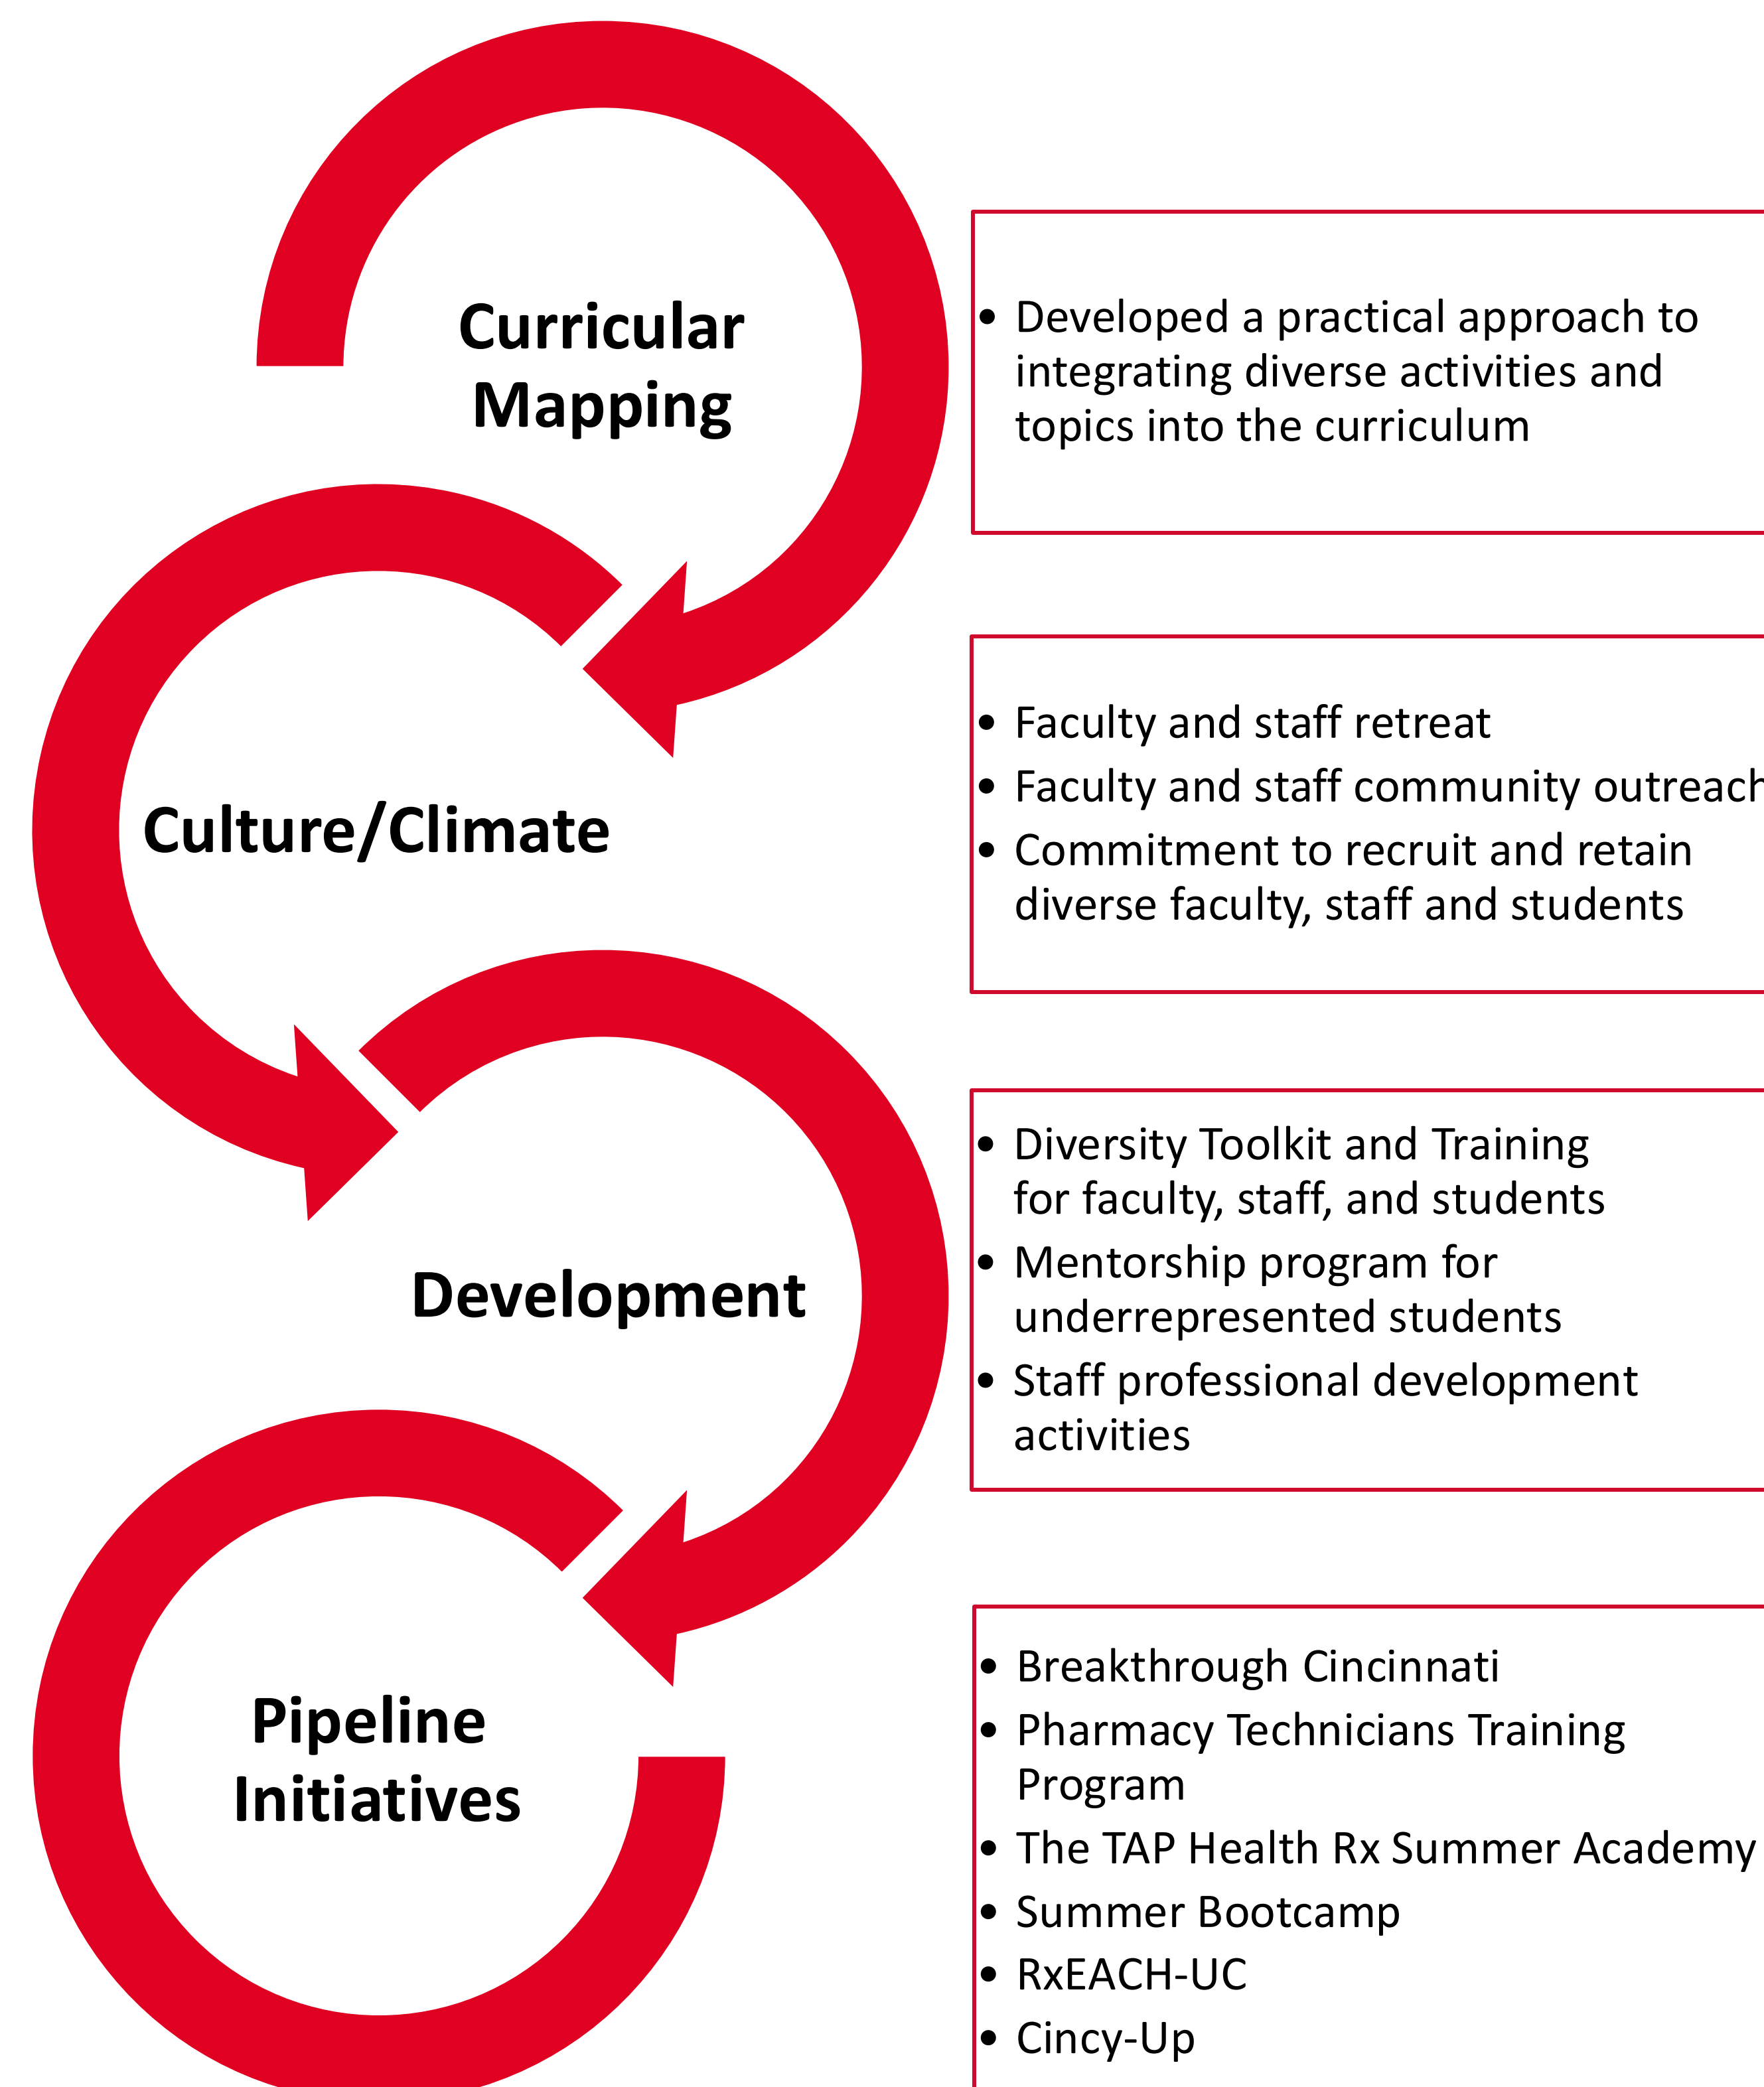 Curricular
Mapping
• Developed a practical approach to
integrating diverse activities and
topics into the curriculum
Culture/Climate
• Faculty and staff retreat
• Faculty and staff community outreach
• Commitment to recruit and retain
diverse faculty, staff and students
Development
• Diversity Toolkit and Training
for faculty, staff, and students
• Mentorship program for
underrepresented students
• Staff professional development
activities
Pipeline
Initiatives
• Breakthrough Cincinnati
• Pharmacy Technicians Training
Program
• The TAP Health Rx Summer Academy
• Summer Bootcamp
• RxEACH-UC
• Cincy-Up